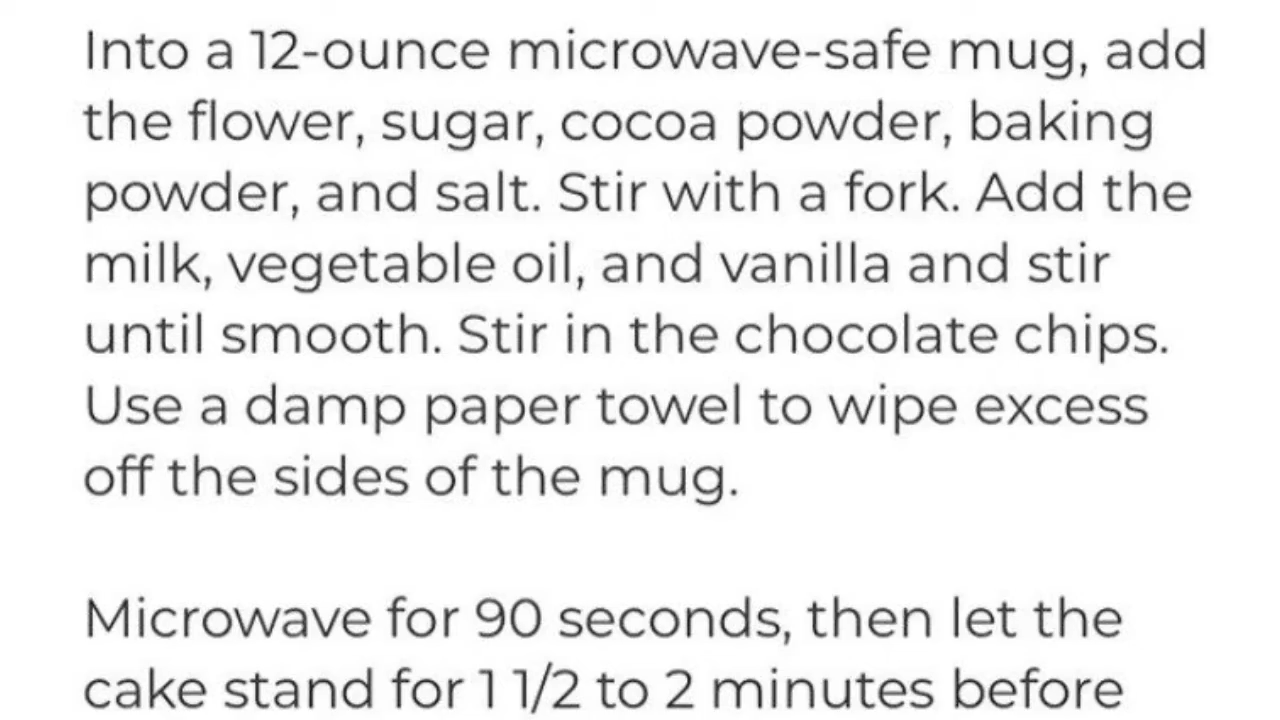 Into a 12-ounce microwave-safe mug, add
the flower, sugar, cocoa powder, baking
powder, and salt. Stir with a fork. Add the
milk, vegetable oil, and vanilla and stir
until smooth. Stir in the chocolate chips.
Use a damp paper towel to wipe excess
off the sides of the mug.
Microwave for 90 seconds, then let the
cake stand for 1 1/2 to 2 minutes before